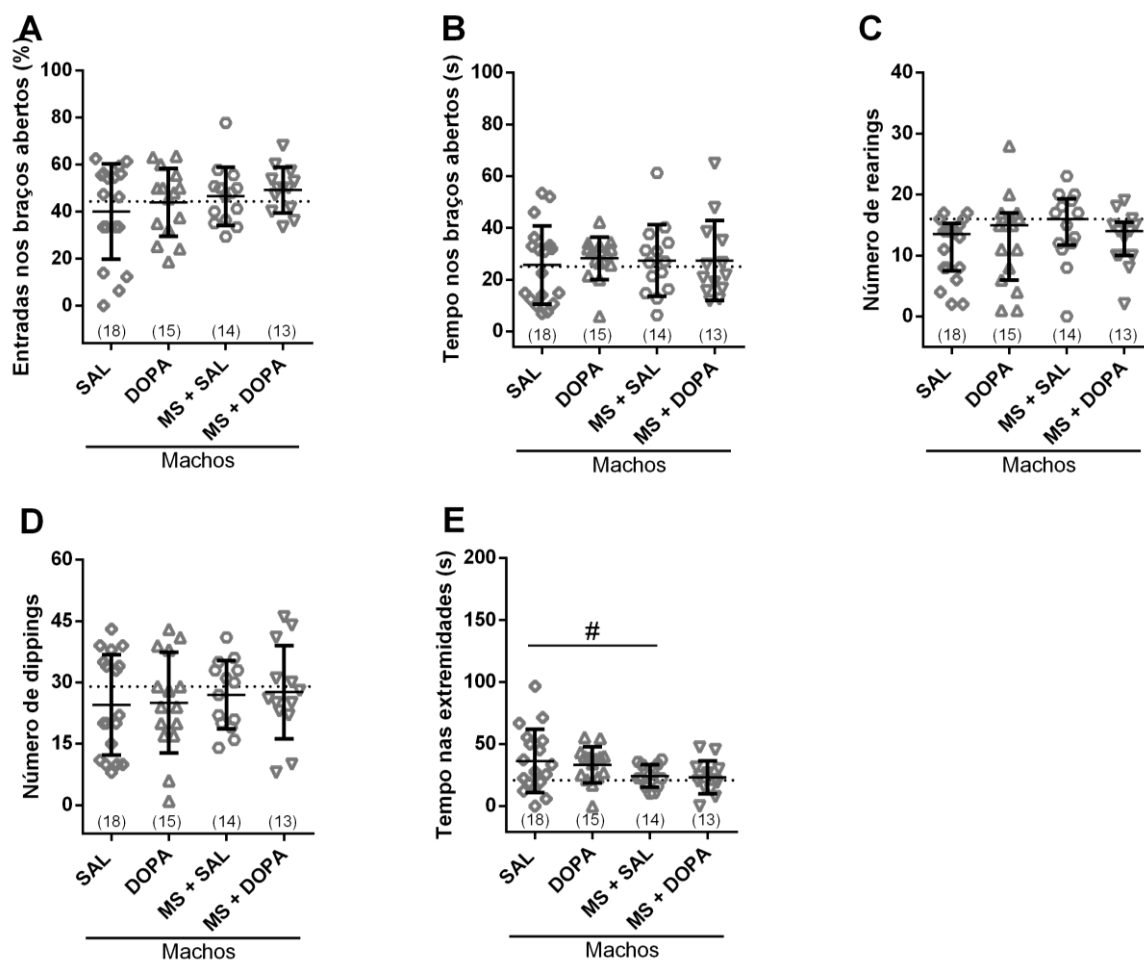 A
Entradas nos braços abertos (%)
100
80
60
40
20
0
(18) (15) (14) (13)
SAL
DOPA
MS + SAL
MS + DOPA
Machos
B
Tempo nos braços abertos (s)
100
80
60
40
20
0
(18) (15) (14) (13)
SAL
DOPA
MS + SAL
MS + DOPA
Machos
C
Número de rearings
40
30
20
10
0
(18) (15) (14) (13)
SAL
DOPA
MS + SAL
MS + DOPA
Machos
D
Número de dippings
60
45
30
15
0
(18) (15) (14) (13)
SAL
DOPA
MS + SAL
MS + DOPA
Machos
E
Tempo nas extremidades (s)
200
150
100
50
0
#
(18) (15) (14) (13)
SAL
DOPA
MS + SAL
MS + DOPA
Machos